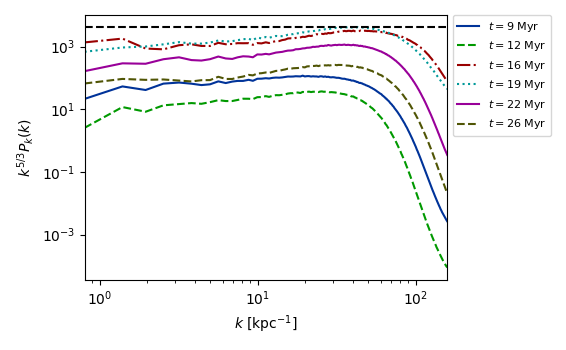 $k^{5/3}P_k(k)$
$10^3$
$10^1$
$10^{-1}$
$10^{-3}$
$10^0$ $10^1$ $10^2$
$k$ [kpc$^{-1}$]
$t = 9$ Myr
$t = 12$ Myr
$t = 16$ Myr
$t = 19$ Myr
$t = 22$ Myr
$t = 26$ Myr